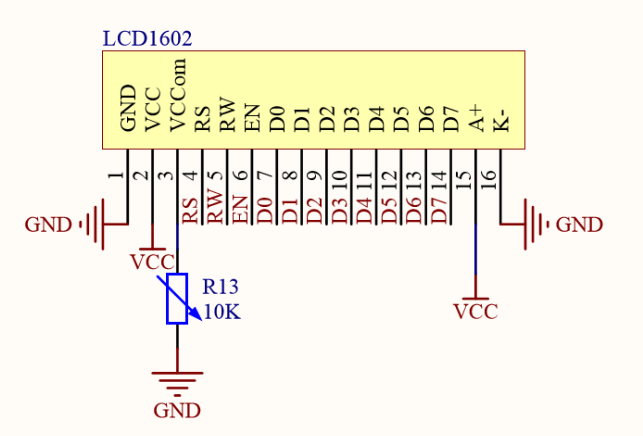 LCD1602
GND VCC VCCom RS RW EN D0 D1 D2 D3 D4 D5 D6 D7 A+ K-
1 2 3 4 5 6 7 8 9 10 11 12 13 14 15 16
RS RW EN D0 D1 D2 D3 D4 D5 D6 D7
GND
GND
VCC
R13
10K
VCC
GND